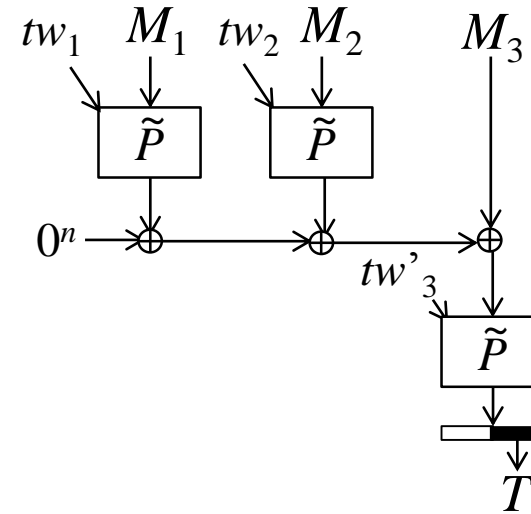 tw₁ M₁ tw₂ M₂ M₃
P̃ P̃
0ⁿ
tw’₃
P̃
T